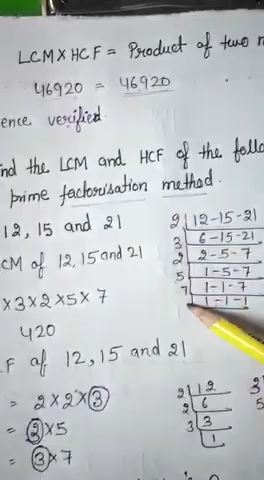 LCM X HCF = Product of two n
46920 = 46920
ence verified.
ind the LCM and HCF of the follo
prime factorisation method.
12, 15 and 21
2 12-15-21
3 6-15-21
CM of 12, 15 and 21
2 2-5-7
5 1-5-7
× 3 × 2 × 5 × 7
7 1-1-7
1-1-1
420
F of 12, 15 and 21
= 2 × 2 × 3
2 12
2 6
3 3
1
= 3 × 5
= 3 × 7